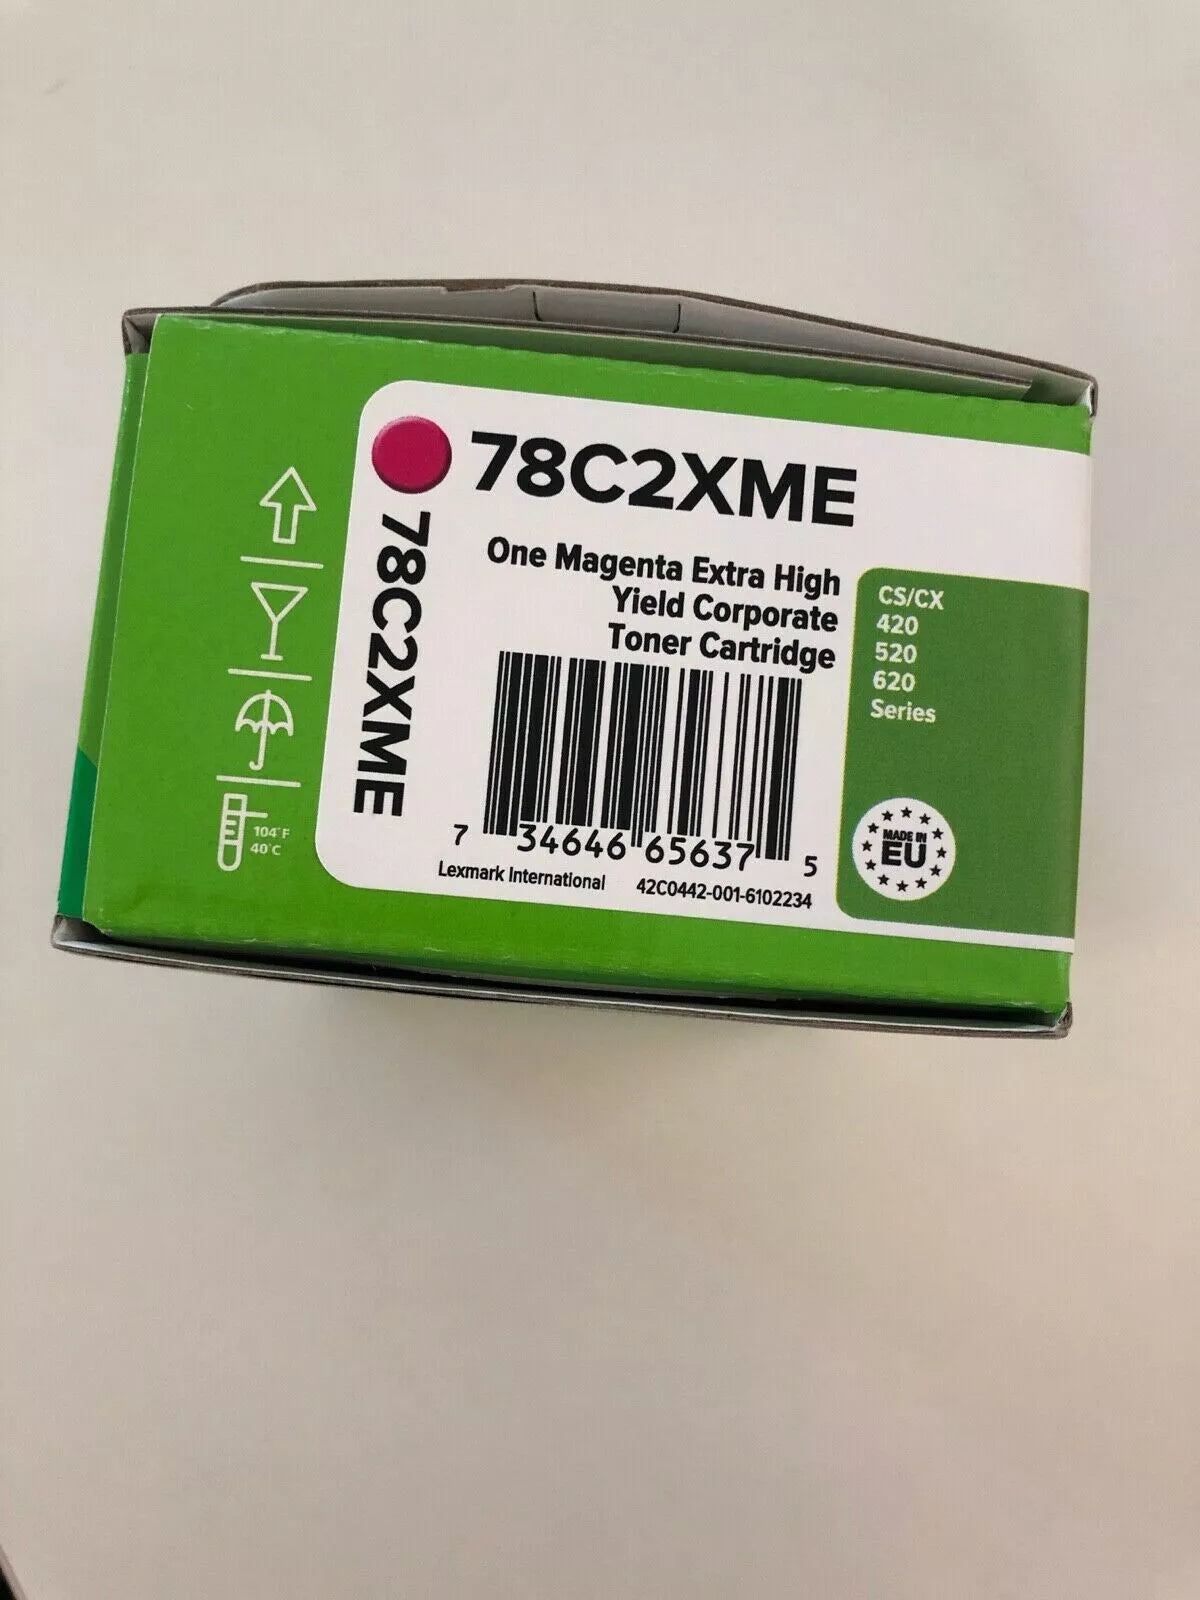 78C2XME
78C2XME
One Magenta Extra High
Yield Corporate
Toner Cartridge
CS/CX
420
520
620
Series
104°F
40°C
7 34646 65637 5
Lexmark International 42C0442-001-6102234
MADE IN
EU